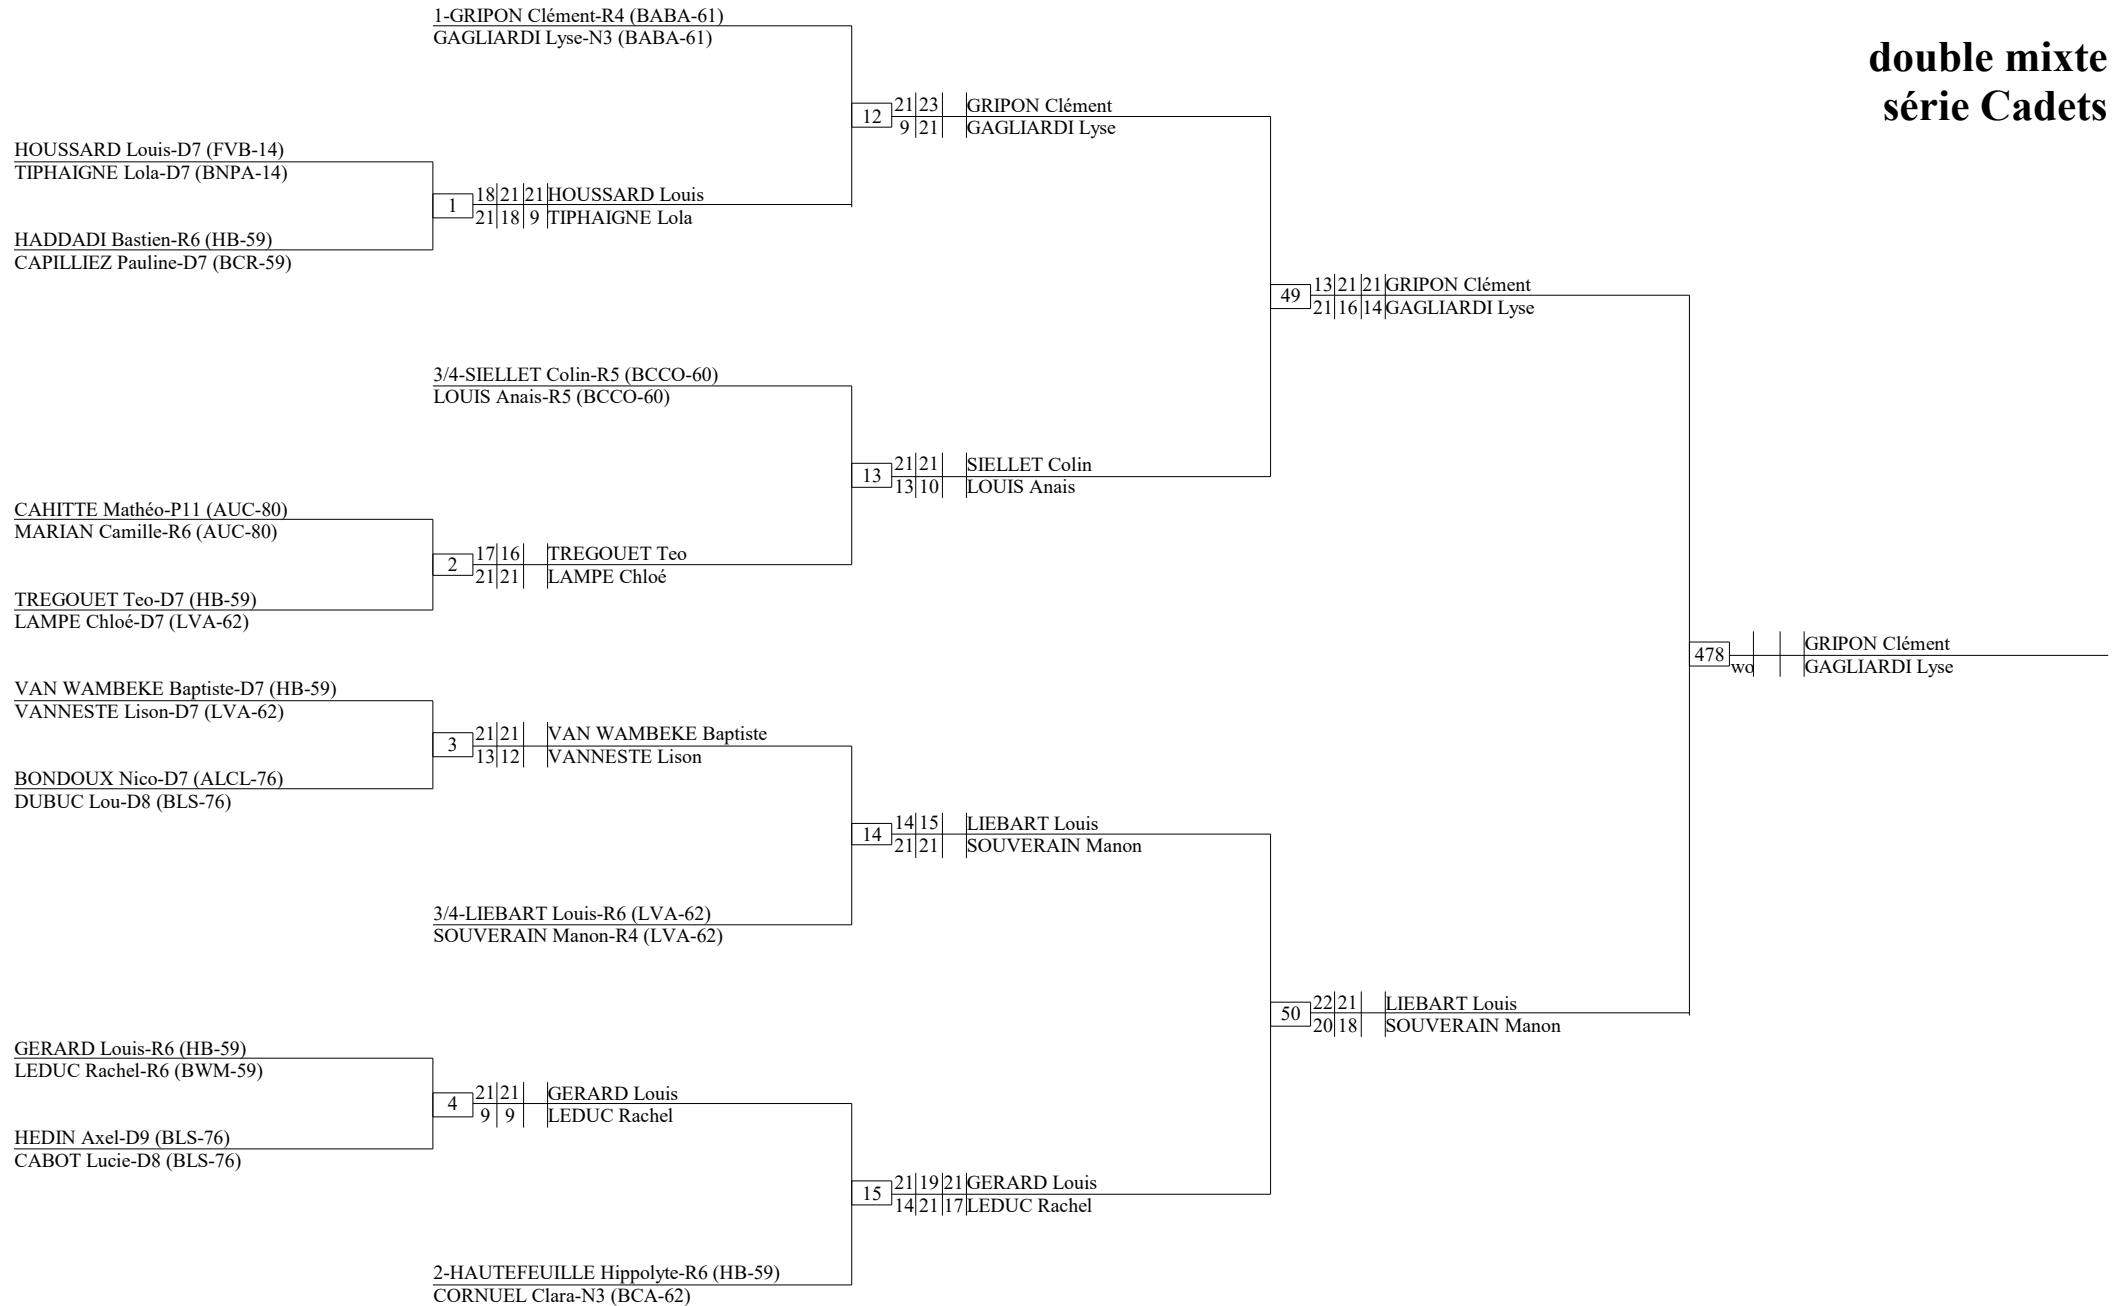 double mixte
série Cadets
1-GRIPON Clément-R4 (BABA-61)
GAGLIARDI Lyse-N3 (BABA-61)
12
21 23
9 21
GRIPON Clément
GAGLIARDI Lyse
HOUSSARD Louis-D7 (FVB-14)
TIPHAIGNE Lola-D7 (BNPA-14)
1
18 21 21
21 18 9
HOUSSARD Louis
TIPHAIGNE Lola
HADDADI Bastien-R6 (HB-59)
CAPILLIEZ Pauline-D7 (BCR-59)
49
13 21 21
21 16 14
GRIPON Clément
GAGLIARDI Lyse
3/4-SIELLET Colin-R5 (BCCO-60)
LOUIS Anais-R5 (BCCO-60)
13
21 21
13 10
SIELLET Colin
LOUIS Anais
CAHITTE Mathéo-P11 (AUC-80)
MARIAN Camille-R6 (AUC-80)
2
17 16
21 21
TREGOUET Teo
LAMPE Chloé
TREGOUET Teo-D7 (HB-59)
LAMPE Chloé-D7 (LVA-62)
478
wo
GRIPON Clément
GAGLIARDI Lyse
VAN WAMBEKE Baptiste-D7 (HB-59)
VANNESTE Lison-D7 (LVA-62)
3
21 21
13 12
VAN WAMBEKE Baptiste
VANNESTE Lison
BONDOUX Nico-D7 (ALCL-76)
DUBUC Lou-D8 (BLS-76)
14
14 15
21 21
LIEBART Louis
SOUVERAIN Manon
3/4-LIEBART Louis-R6 (LVA-62)
SOUVERAIN Manon-R4 (LVA-62)
50
22 21
20 18
LIEBART Louis
SOUVERAIN Manon
GERARD Louis-R6 (HB-59)
LEDUC Rachel-R6 (BWM-59)
4
21 21
9 9
GERARD Louis
LEDUC Rachel
HEDIN Axel-D9 (BLS-76)
CABOT Lucie-D8 (BLS-76)
15
21 19 21
14 21 17
GERARD Louis
LEDUC Rachel
2-HAUTEFEUILLE Hippolyte-R6 (HB-59)
CORNUEL Clara-N3 (BCA-62)